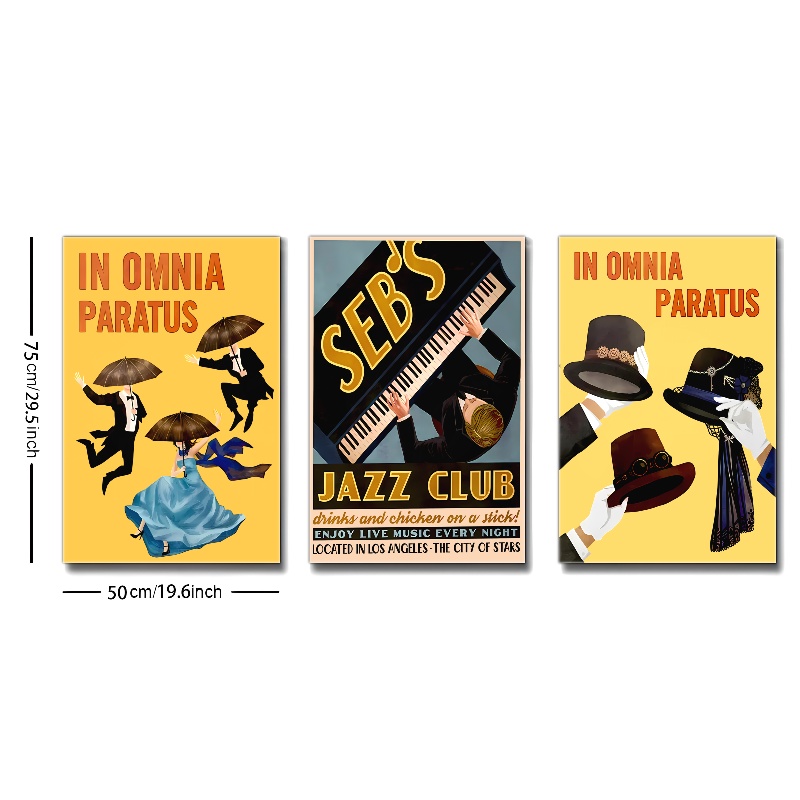 75cm/29.5inch
50cm/19.6inch
IN OMNIA
PARATUS
SEB'S
JAZZ CLUB
drinks and chicken on a stick!
ENJOY LIVE MUSIC EVERY NIGHT
LOCATED IN LOS ANGELES·THE CITY OF STARS
IN OMNIA
PARATUS